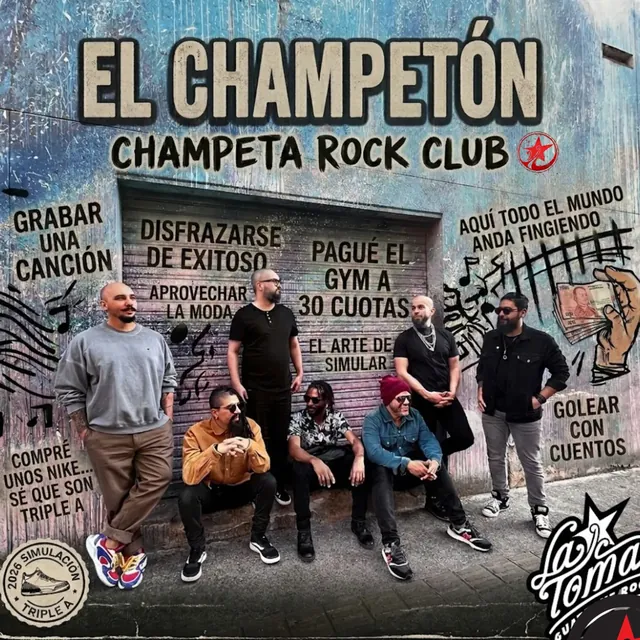 EL CHAMPETÓN
CHAMPETA ROCK CLUB
GRABAR
UNA
CANCIÓN
DISFRAZARSE
DE EXITOSO
APROVECHAR
LA MODA
PAGUÉ EL
GYM A
30 CUOTAS
EL ARTE DE
SIMULAR
AQUÍ TODO EL MUNDO
ANDA FINGIENDO
COMPRÉ
UNOS NIKE...
SÉ QUE SON
TRIPLE A
GOLEAR
CON
CUENTOS
2026 SIMULACION
TRIPLE A
La
Toma